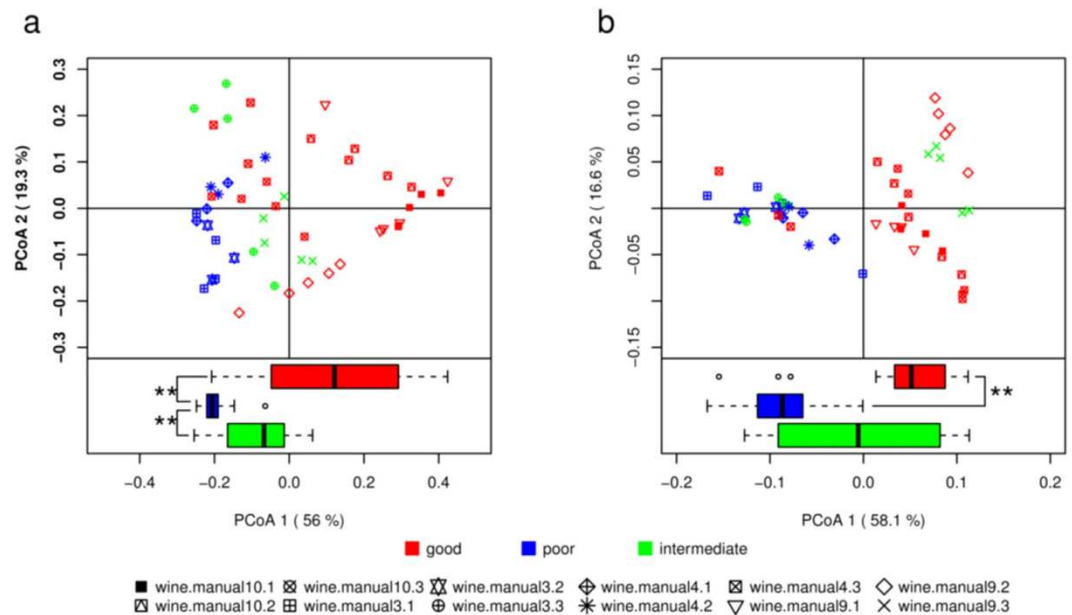 a
b
PCoA 2 ( 19.3 %)
0.3
0.2
0.1
0.0
−0.1
−0.2
−0.3
**
**
−0.4
−0.2
0.0
0.2
0.4
PCoA 1 ( 56 %)
PCoA 2 ( 16.6 %)
0.15
0.10
0.05
0.0
−0.05
−0.15
**
−0.2
−0.1
0.0
0.1
0.2
PCoA 1 ( 58.1 %)
good poor intermediate
wine.manual10.1 wine.manual10.3 wine.manual3.2 wine.manual4.1 wine.manual4.3 wine.manual9.2
wine.manual10.2 wine.manual3.1 wine.manual3.3 wine.manual4.2 wine.manual9.1 wine.manual9.3